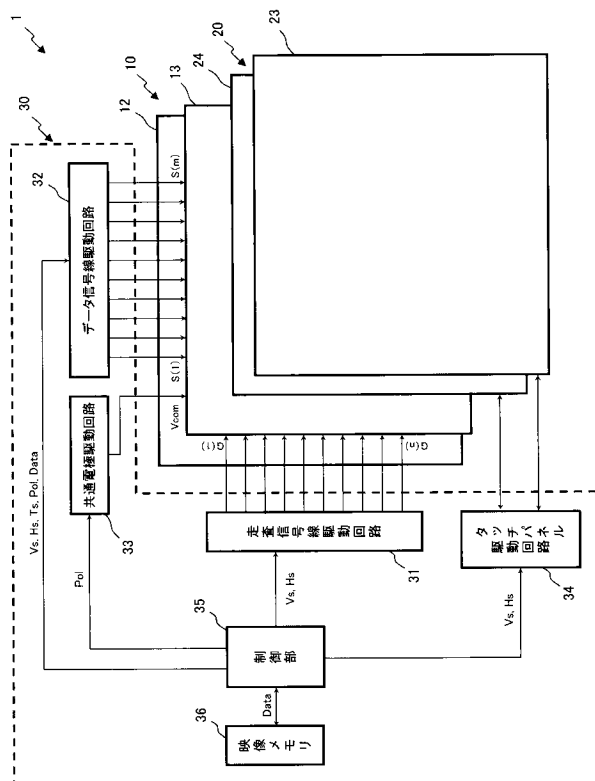 1
30
10
12
13
20
24
23
32
データ信号線駆動回路
S(1)
S(m)
共通電極駆動回路
33
Vcom
Vs, Hs, Ts, Pol, Data
Pol
G(1)
G(n)
走査信号線駆動回路
31
Vs, Hs
35
制御部
Data
36
映像メモリ
Vs, Hs
タッチパネル
駆動回路
34